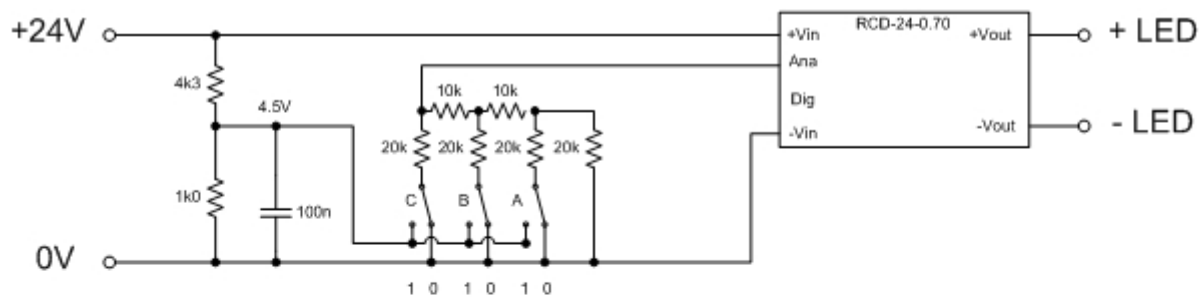 +24V
RCD-24-0.70
+Vin
+Vout
+ LED
Ana
4k3
10k
10k
4.5V
Dig
-Vin
-Vout
- LED
20k
20k
20k
20k
1k0
100n
C
B
A
0V
1 0 1 0 1 0